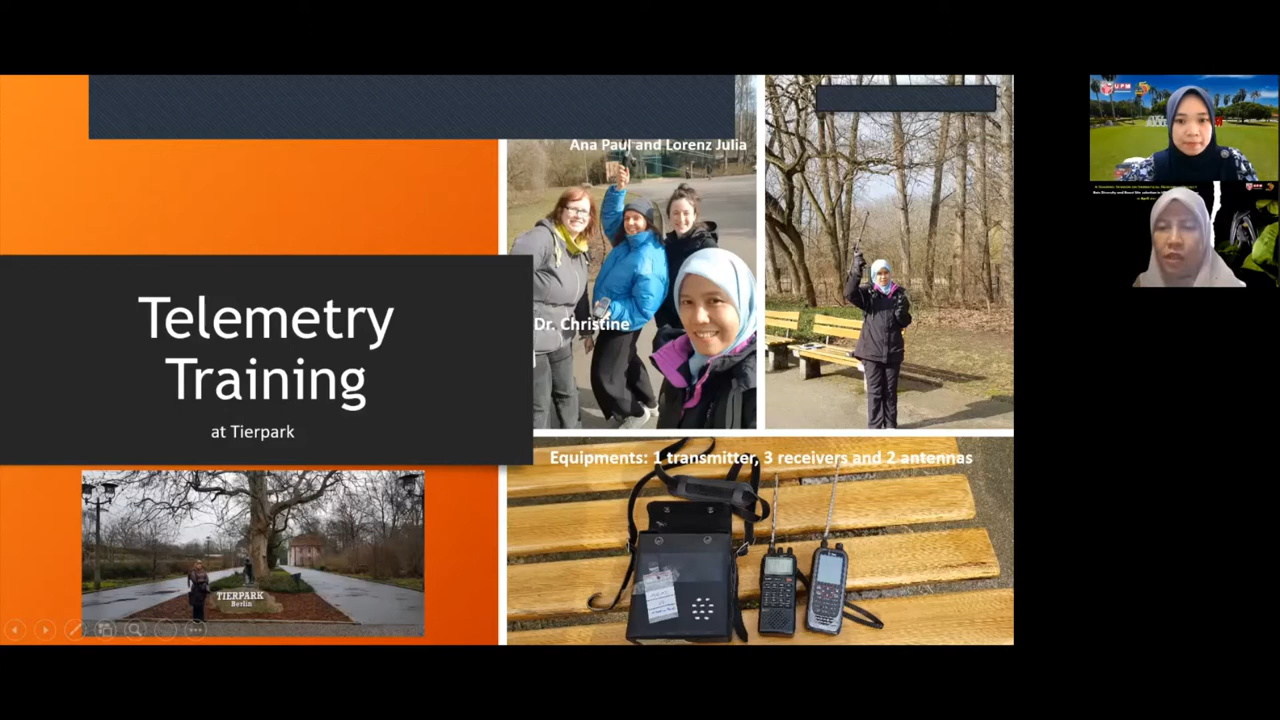 Ana Paul and Lorenz Julia
Dr. Christine
Telemetry
Training
at Tierpark
Equipments: 1 transmitter, 3 receivers and 2 antennas
TIERPARK
Berlin
UPM
UPM